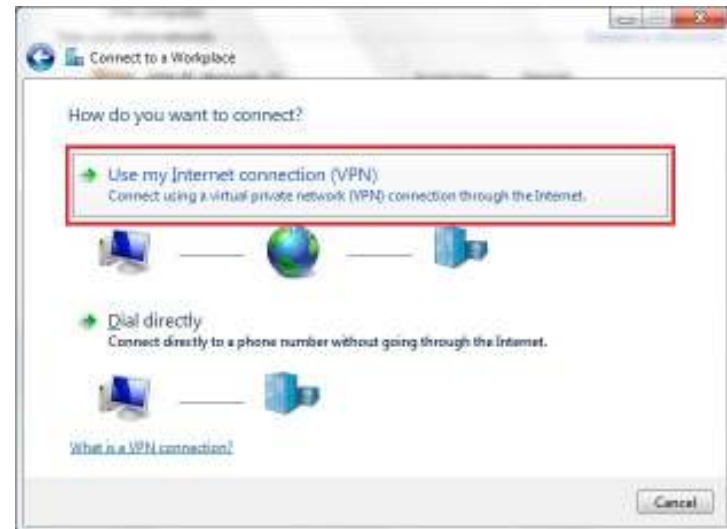 Connect to a Workplace
How do you want to connect?
Use my Internet connection (VPN)
Connect using a virtual private network (VPN) connection through the Internet.
Dial directly
Connect directly to a phone number without going through the Internet.
What is a VPN connection?
Cancel